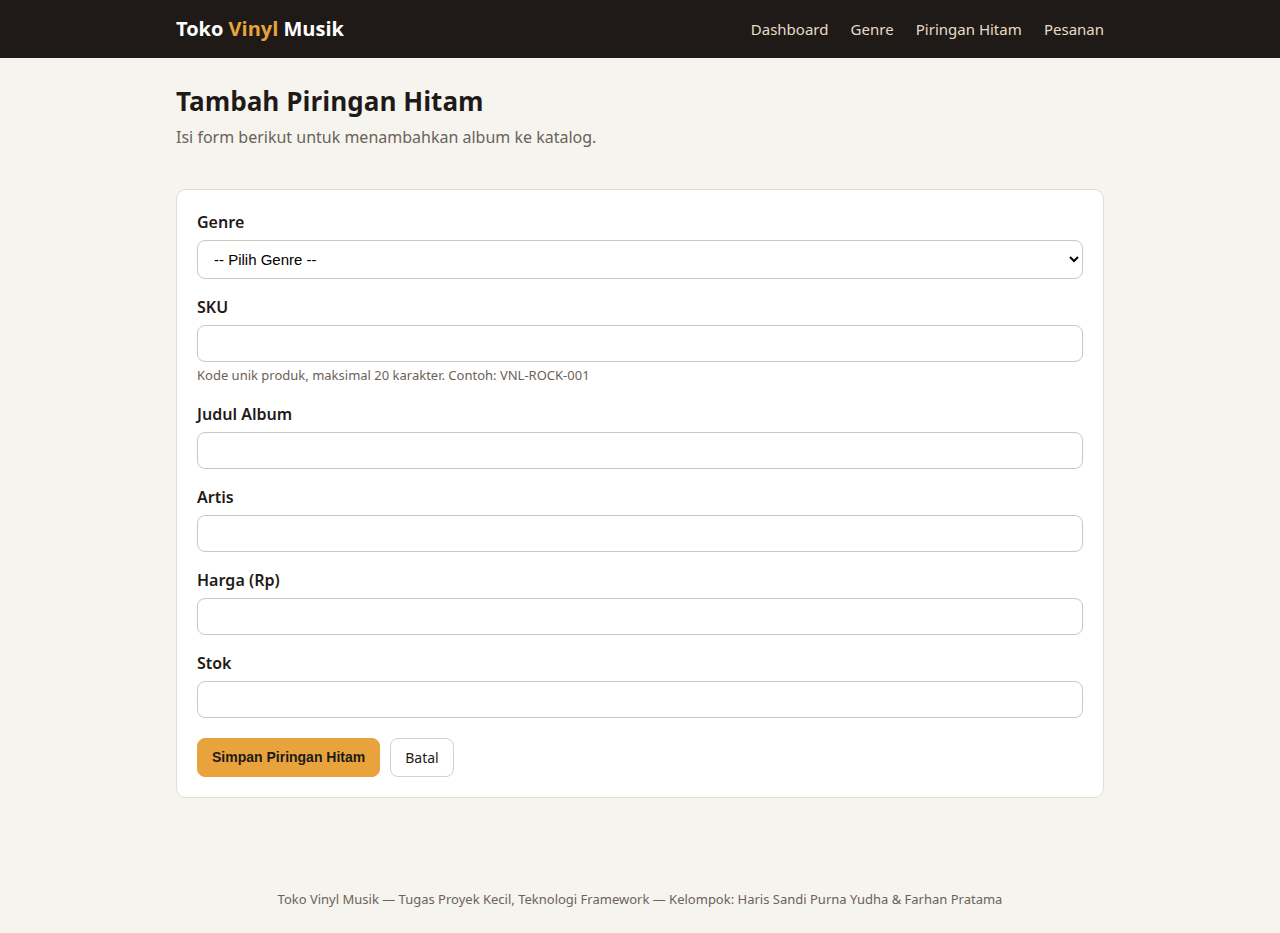 Toko Vinyl Musik
Dashboard Genre Piringan Hitam Pesanan
Tambah Piringan Hitam
Isi form berikut untuk menambahkan album ke katalog.
Genre
-- Pilih Genre --
SKU
Kode unik produk, maksimal 20 karakter. Contoh: VNL-ROCK-001
Judul Album
Artis
Harga (Rp)
Stok
Simpan Piringan Hitam Batal
Toko Vinyl Musik — Tugas Proyek Kecil, Teknologi Framework — Kelompok: Haris Sandi Purna Yudha & Farhan Pratama